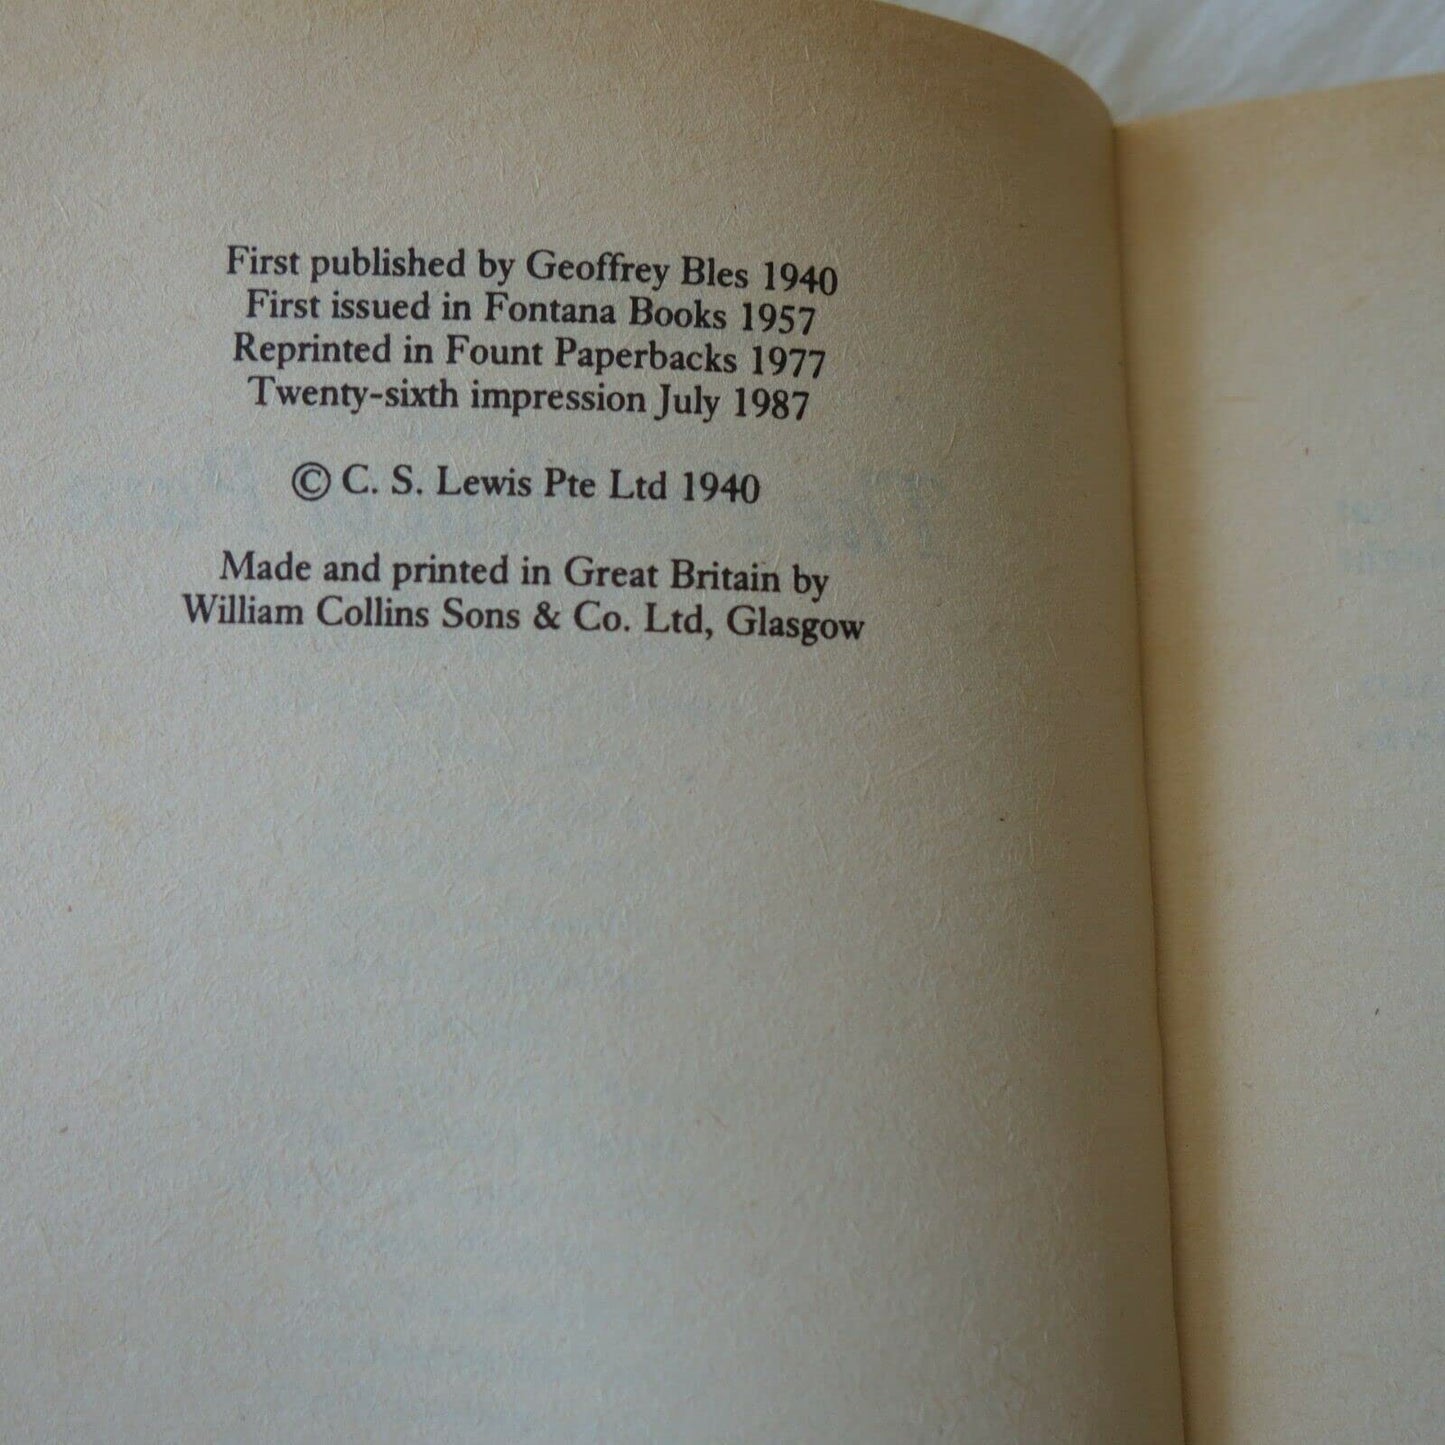 First published by Geoffrey Bles 1940
First issued in Fontana Books 1957
Reprinted in Fount Paperbacks 1977
Twenty-sixth impression July 1987
© C. S. Lewis Pte Ltd 1940
Made and printed in Great Britain by
William Collins Sons & Co. Ltd, Glasgow